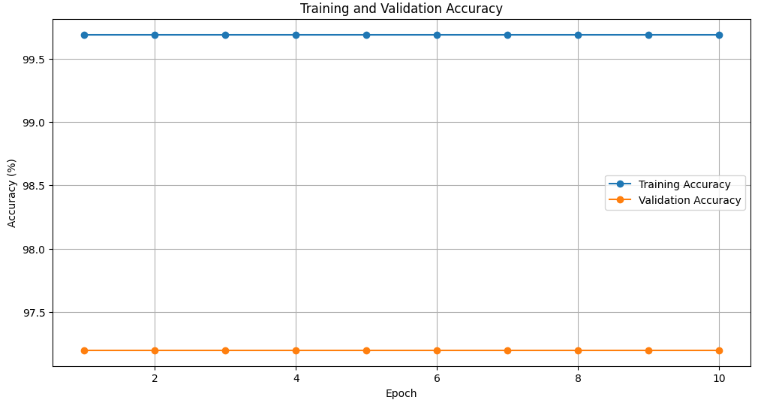 Training and Validation Accuracy
Accuracy (%)
99.5
99.0
98.5
98.0
97.5
Training Accuracy
Validation Accuracy
2
4
6
8
10
Epoch